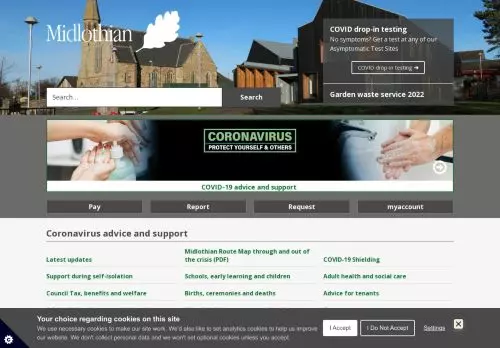 Midlothian
COVID drop-in testing
No symptoms? Get a test at any of our
Asymptomatic Test Sites
COVID drop-in testing
Search...
Search
Garden waste service 2022
CORONAVIRUS
PROTECT YOURSELF & OTHERS
COVID-19 advice and support
Pay
Report
Request
myaccount
Coronavirus advice and support
Latest updates
Midlothian Route Map through and out
of the crisis (PDF)
COVID-19 Shielding
Support during self-isolation
Schools, early learning and children
Adult health and social care
Council Tax, benefits and welfare
Births, ceremonies and deaths
Advice for tenants
Your choice regarding cookies on this site
We use necessary cookies to make our site work. We'd also like to set analytics cookies to help us improve
our website. We don't collect personal data and we won't set optional cookies unless you accept.
I Accept
I Do Not Accept
Settings